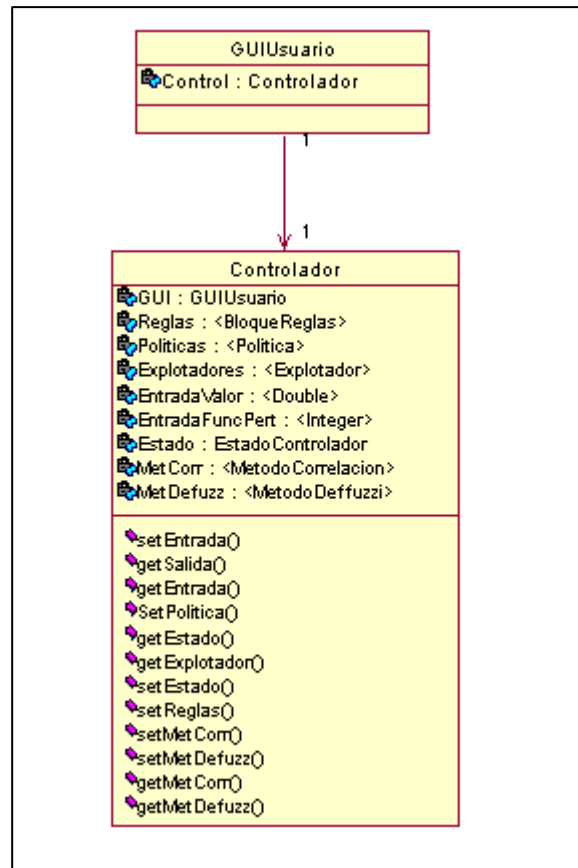 GUIUsuario
Control : Controlador
1
1
Controlador
GUI : GUIUsuario
Reglas : <BloqueReglas>
Politicas : <Politica>
Explotadores : <Explotador>
EntradaValor : <Double>
EntradaFuncPert : <Integer>
Estado : EstadoControlador
MetCorr : <MetodoCorrelacion>
MetDefuzz : <MetodoDeffuzzi>
setEntrada()
getSalida()
getEntrada()
SetPolitica()
getEstado()
getExplotador()
setEstado()
setReglas()
setMetCorr()
setMetDefuzz()
getMetCorr()
getMetDefuzz()